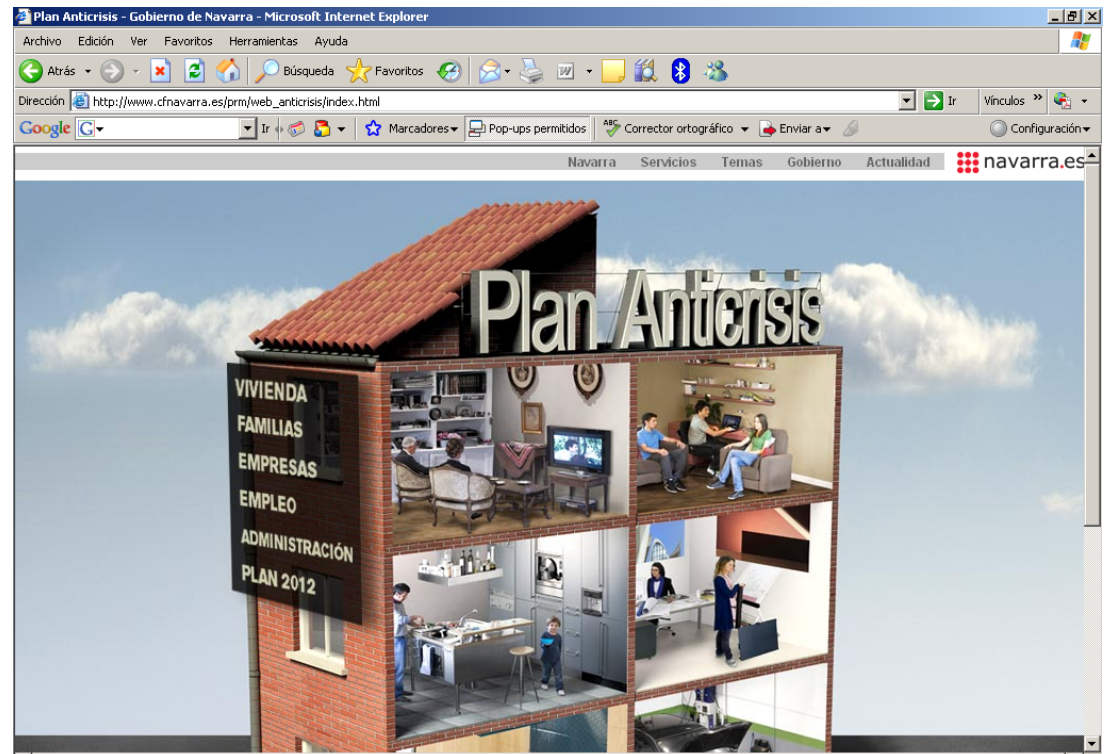 Plan Anticrisis - Gobierno de Navarra - Microsoft Internet Explorer
Archivo Edición Ver Favoritos Herramientas Ayuda
Atrás Búsqueda Favoritos
Dirección http://www.cfnavarra.es/prm/web_anticrisis/index.html Ir Vínculos »
Google G Ir Marcadores Pop-ups permitidos ABC Corrector ortográfico Enviar a Configuración
Navarra Servicios Temas Gobierno Actualidad navarra.es
Plan Anticrisis
VIVIENDA
FAMILIAS
EMPRESAS
EMPLEO
ADMINISTRACIÓN
PLAN 2012